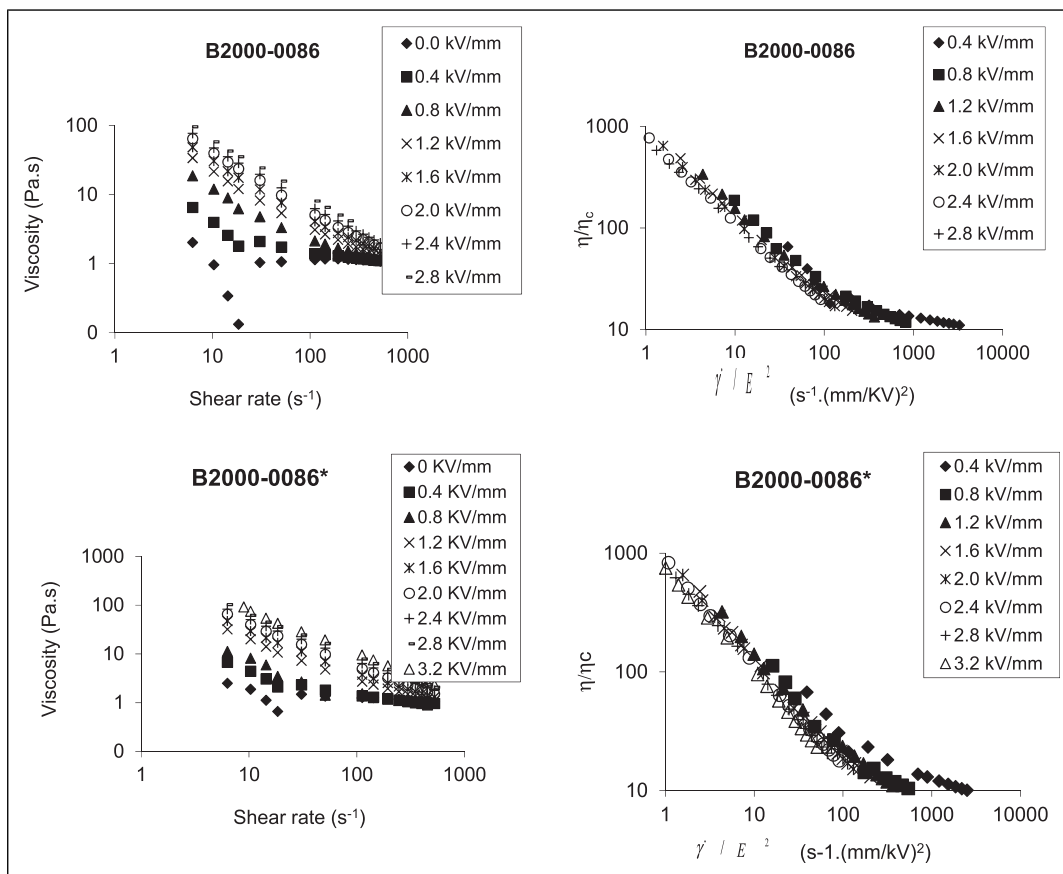 B2000-0086
0.0 kV/mm
0.4 kV/mm
0.8 kV/mm
1.2 kV/mm
1.6 kV/mm
2.0 kV/mm
2.4 kV/mm
2.8 kV/mm
Viscosity (Pa.s)
100
10
1
0
1
10
100
1000
Shear rate (s-1)
B2000-0086
0.4 kV/mm
0.8 kV/mm
1.2 kV/mm
1.6 kV/mm
2.0 kV/mm
2.4 kV/mm
2.8 kV/mm
η/ηc
1000
100
10
1
10
100
1000
10000
γ̇ / E 2 (s-1.(mm/KV)2)
B2000-0086*
0 KV/mm
0.4 KV/mm
0.8 KV/mm
1.2 KV/mm
1.6 KV/mm
2.0 KV/mm
2.4 KV/mm
2.8 KV/mm
3.2 KV/mm
Viscosity (Pa.s)
1000
100
10
1
0
1
10
100
1000
Shear rate (s-1)
B2000-0086*
0.4 kV/mm
0.8 kV/mm
1.2 kV/mm
1.6 kV/mm
2.0 kV/mm
2.4 kV/mm
2.8 kV/mm
3.2 kV/mm
η/ηc
1000
100
10
1
10
100
1000
10000
γ̇ / E 2 (s-1.(mm/kV)2)